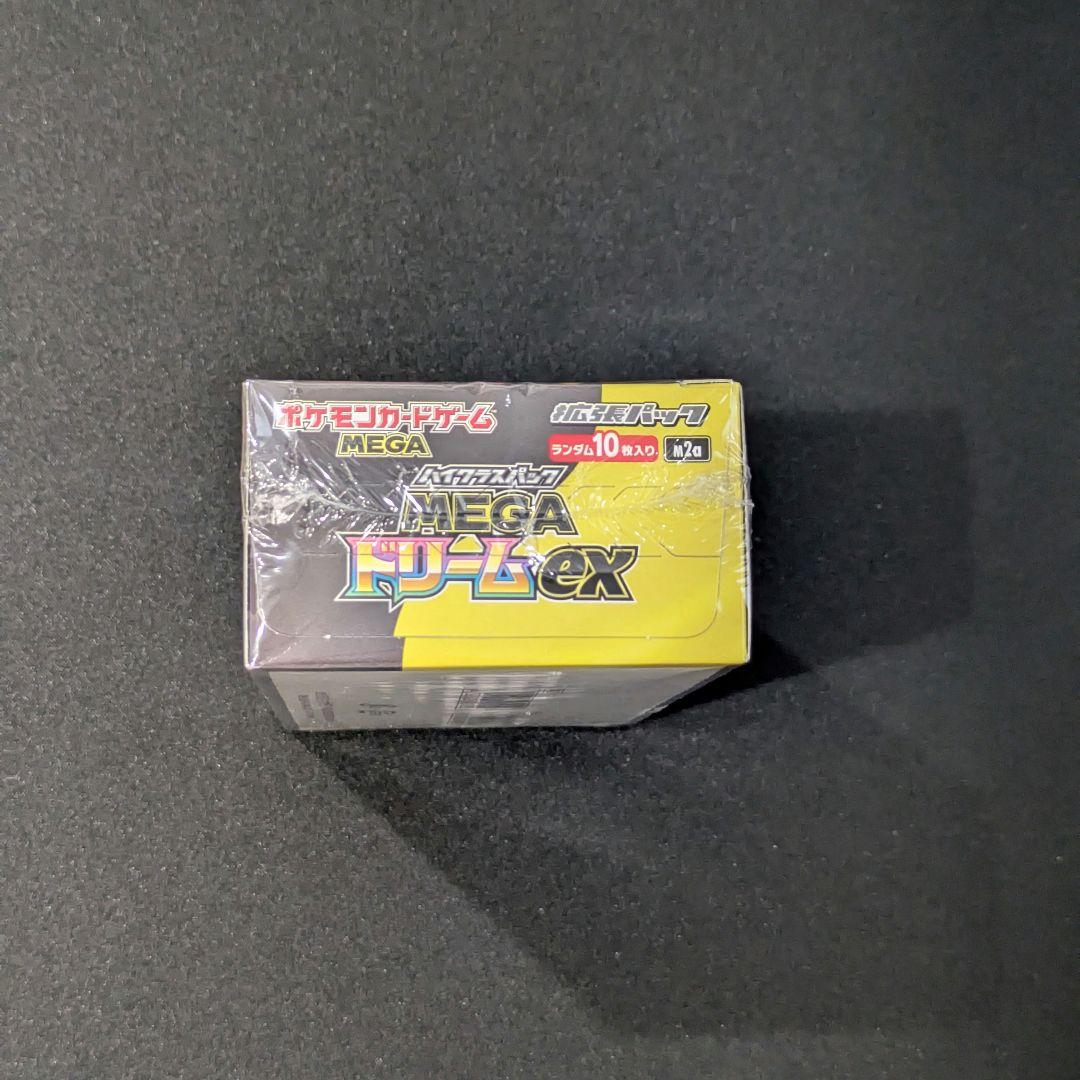 ポケモンカードゲーム
MEGA
拡張パック
ランダム10枚入り
M2a
ハイクラスパック
MEGA
ドリームex